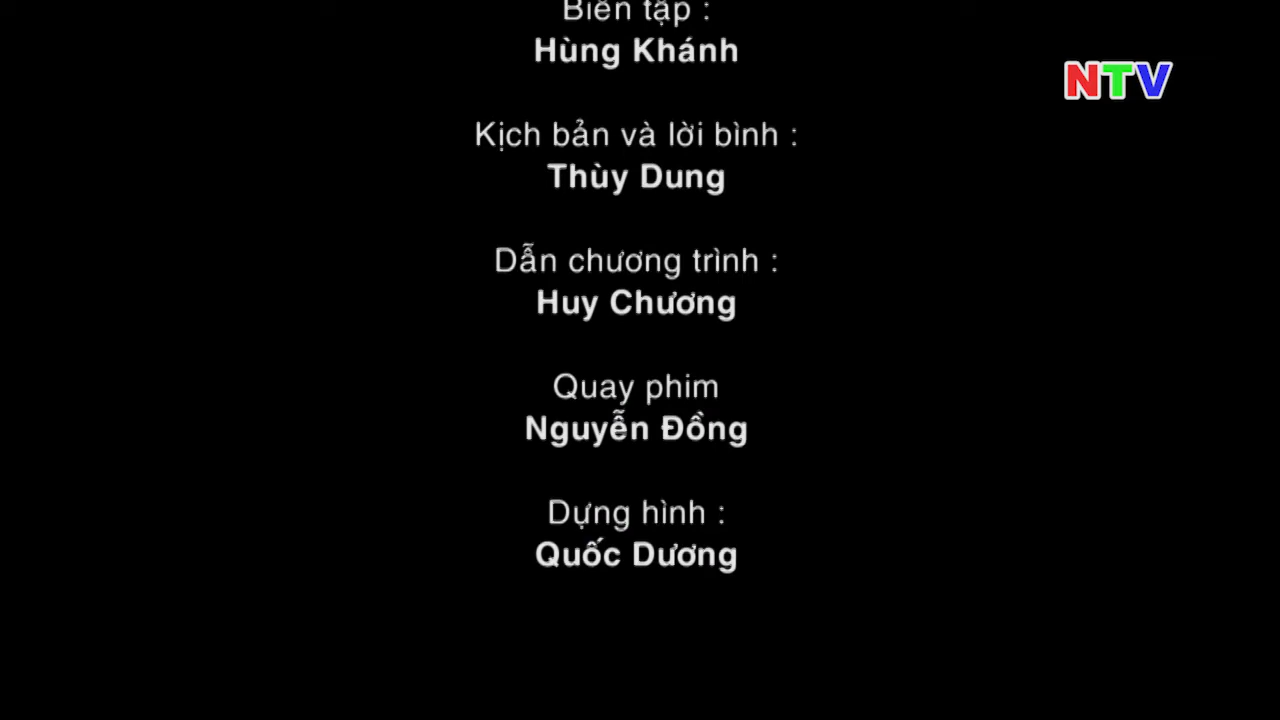 Biên tập :
Hùng Khánh
NTV
Kịch bản và lời bình :
Thùy Dung
Dẫn chương trình :
Huy Chương
Quay phim
Nguyễn Đồng
Dựng hình :
Quốc Dương